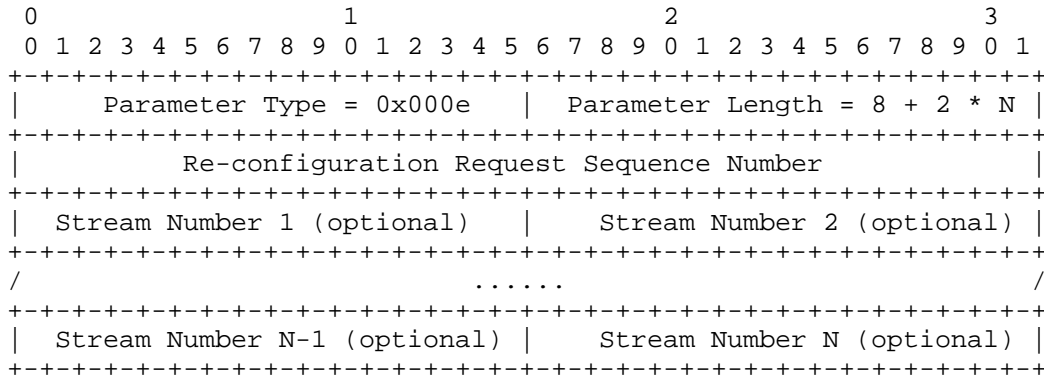 0                   1                   2                   3
 0 1 2 3 4 5 6 7 8 9 0 1 2 3 4 5 6 7 8 9 0 1 2 3 4 5 6 7 8 9 0 1
+-+-+-+-+-+-+-+-+-+-+-+-+-+-+-+-+-+-+-+-+-+-+-+-+-+-+-+-+-+-+-+-+
|     Parameter Type = 0x000e   |  Parameter Length = 8 + 2 * N |
+-+-+-+-+-+-+-+-+-+-+-+-+-+-+-+-+-+-+-+-+-+-+-+-+-+-+-+-+-+-+-+-+
|          Re-configuration Request Sequence Number             |
+-+-+-+-+-+-+-+-+-+-+-+-+-+-+-+-+-+-+-+-+-+-+-+-+-+-+-+-+-+-+-+-+
|  Stream Number 1 (optional)   |    Stream Number 2 (optional) |
+-+-+-+-+-+-+-+-+-+-+-+-+-+-+-+-+-+-+-+-+-+-+-+-+-+-+-+-+-+-+-+-+
/                            ......                             /
+-+-+-+-+-+-+-+-+-+-+-+-+-+-+-+-+-+-+-+-+-+-+-+-+-+-+-+-+-+-+-+-+
|  Stream Number N-1 (optional) |    Stream Number N (optional) |
+-+-+-+-+-+-+-+-+-+-+-+-+-+-+-+-+-+-+-+-+-+-+-+-+-+-+-+-+-+-+-+-+